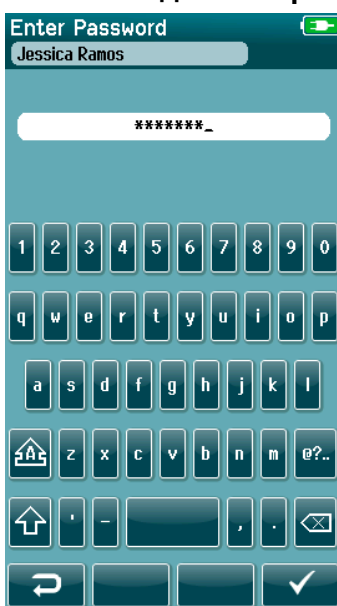 Enter Password
Jessica Ramos
*******_
1 2 3 4 5 6 7 8 9 0
q w e r t y u i o p
a s d f g h j k l
A z x c v b n m @?..
' - , .